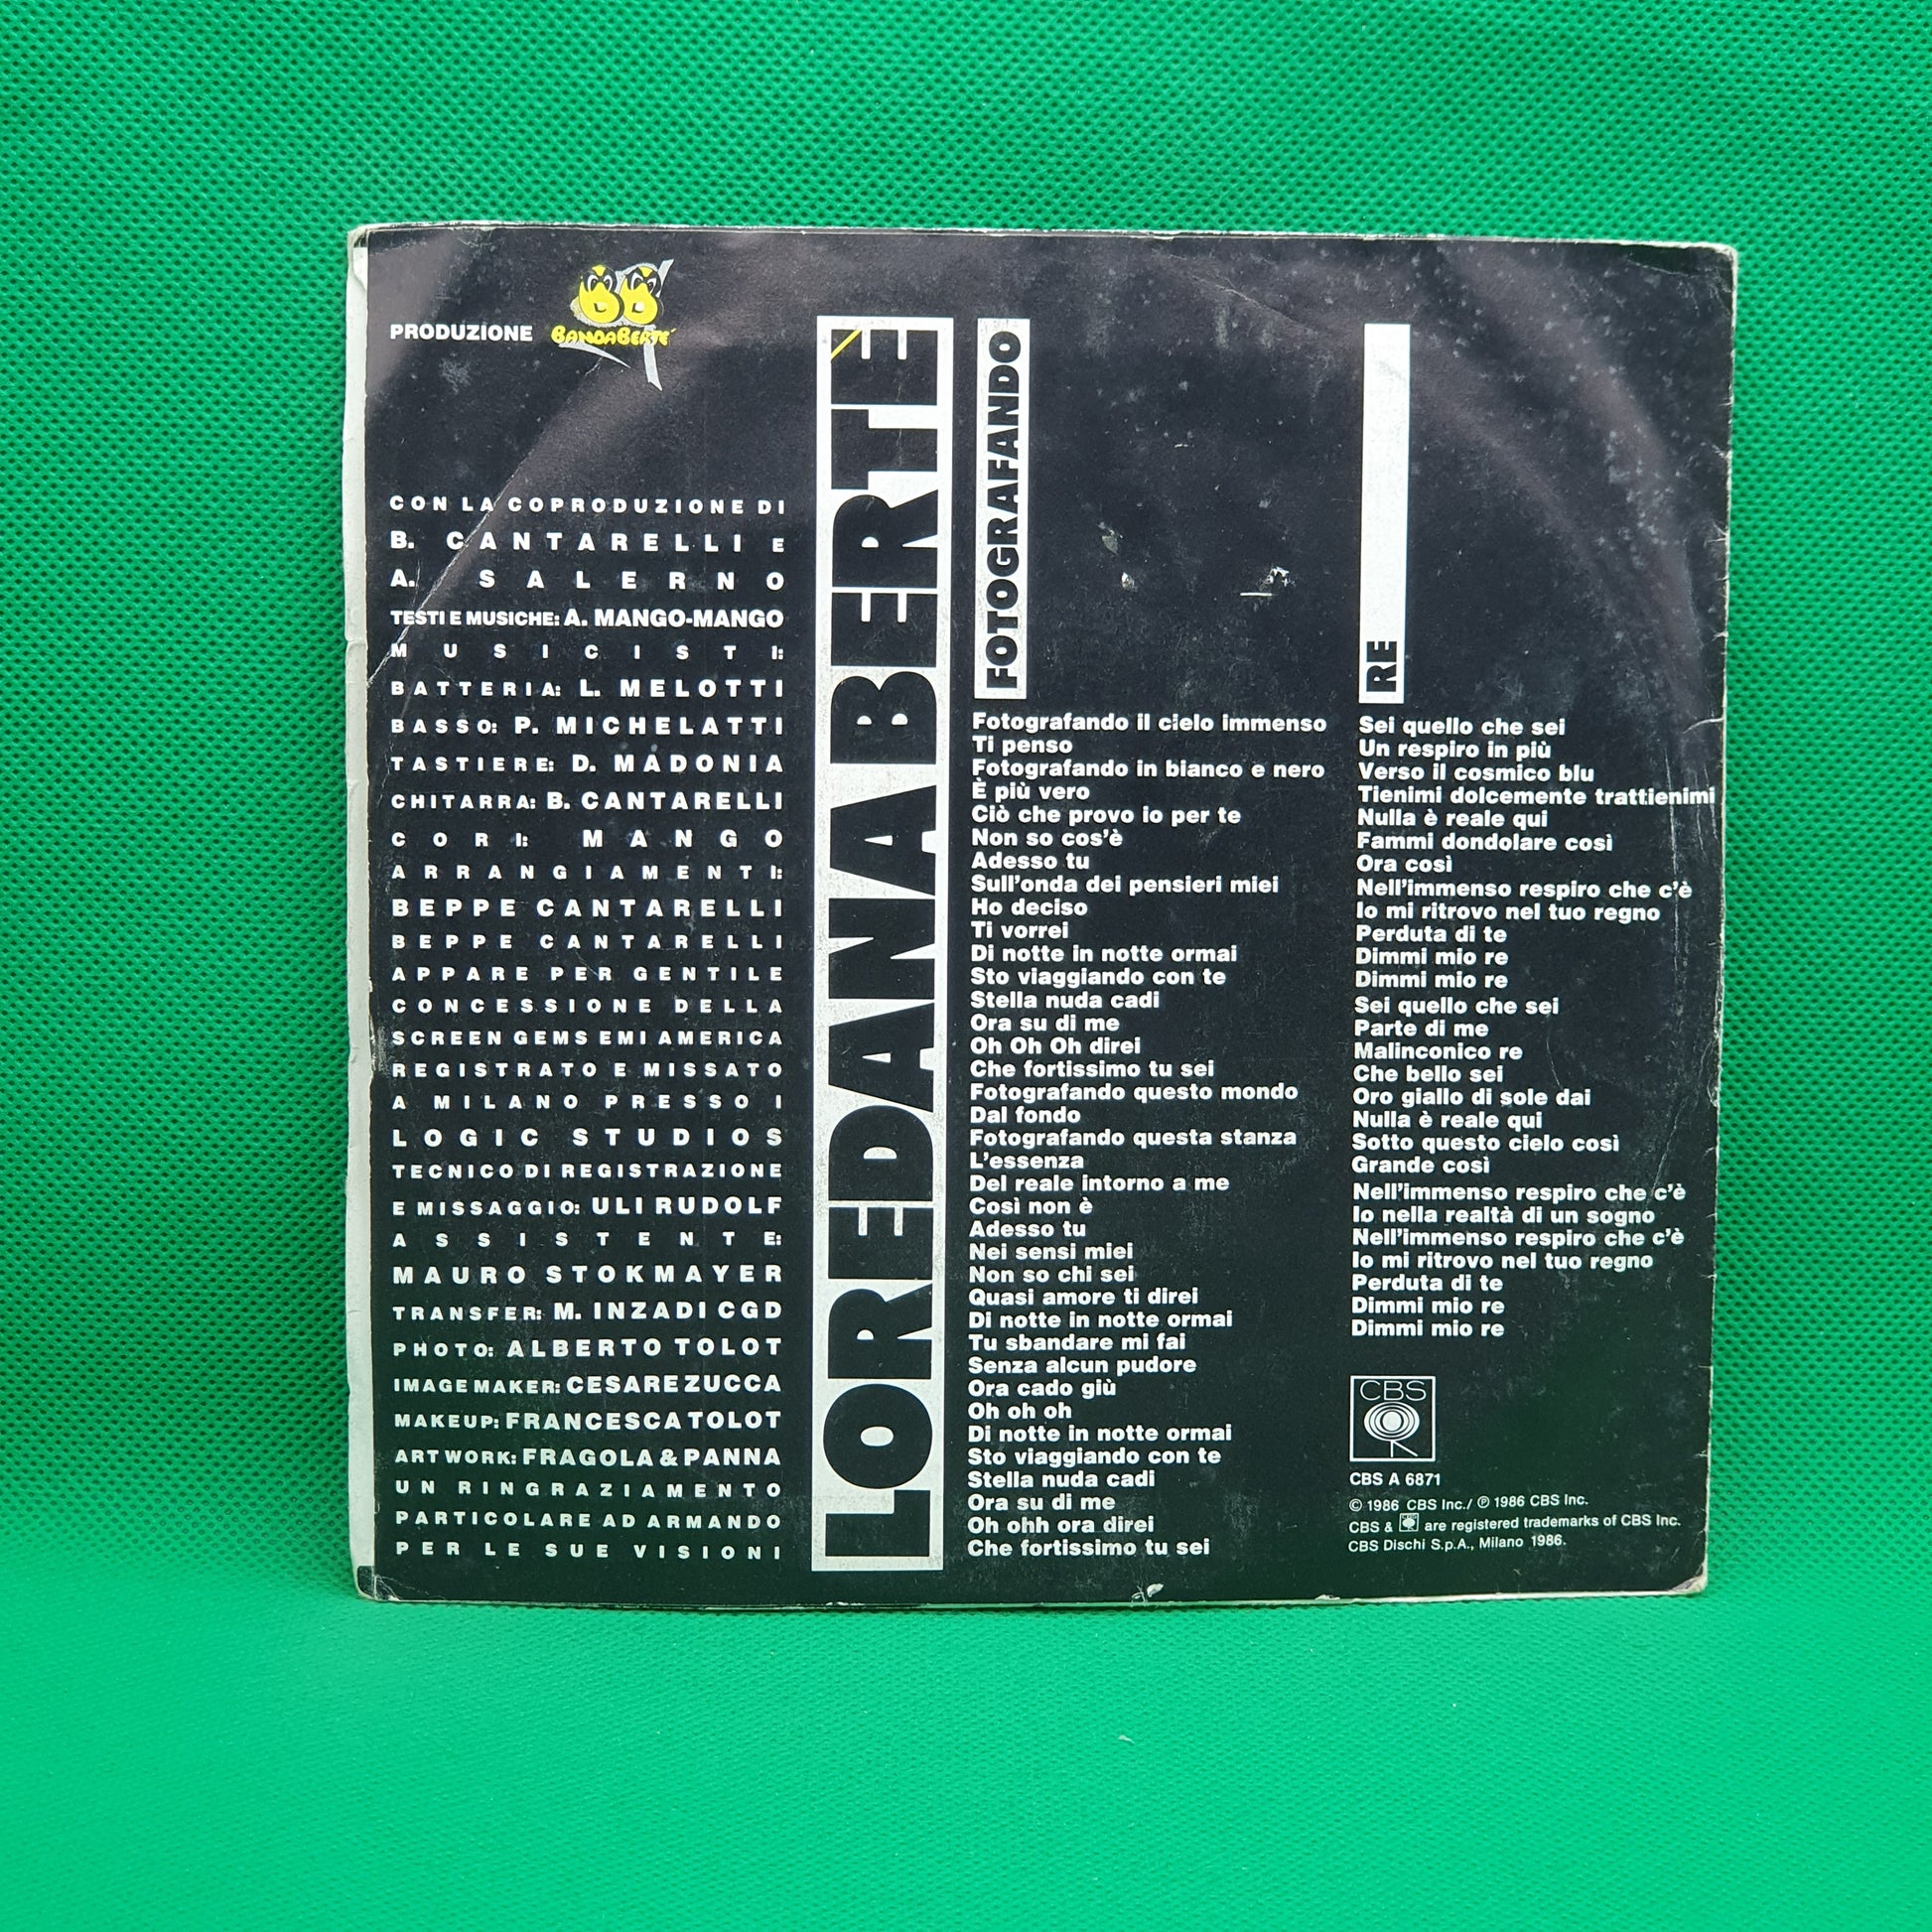 PRODUZIONE
BB
BANDABERTÉ
CON LA COPRODUZIONE DI
B. CANTARELLI E
A. SALERNO
TESTI E MUSICHE: A. MANGO-MANGO
MUSICISTI:
BATTERIA: L. MELOTTI
BASSO: P. MICHELATTI
TASTIERE: D. MADONIA
CHITARRA: B. CANTARELLI
CORI: MANGO
ARRANGIAMENTI:
BEPPE CANTARELLI
BEPPE CANTARELLI
APPARE PER GENTILE
CONCESSIONE DELLA
SCREEN GEMS EMI AMERICA
REGISTRATO E MISSATO
A MILANO PRESSO I
LOGIC STUDIOS
TECNICO DI REGISTRAZIONE
E MISSAGGIO: ULI RUDOLF
ASSISTENTE:
MAURO STOKMAYER
TRANSFER: M. INZADI CGD
PHOTO: ALBERTO TOLOT
IMAGE MAKER: CESARE ZUCCA
MAKEUP: FRANCESCA TOLOT
ART WORK: FRAGOLA & PANNA
UN RINGRAZIAMENTO
PARTICOLARE AD ARMANDO
PER LE SUE VISIONI
LOREDANABERTÉ
FOTOGRAFANDO
Fotografando il cielo immenso
Ti penso
Fotografando in bianco e nero
È più vero
Ciò che provo io per te
Non so cos'è
Adesso tu
Sull'onda dei pensieri miei
Ho deciso
Ti vorrei
Di notte in notte ormai
Sto viaggiando con te
Stella nuda cadi
Ora su di me
Oh Oh Oh direi
Che fortissimo tu sei
Fotografando questo mondo
Dal fondo
Fotografando questa stanza
L'essenza
Del reale intorno a me
Così non è
Adesso tu
Nei sensi miei
Non so chi sei
Quasi amore ti direi
Di notte in notte ormai
Tu sbandare mi fai
Senza alcun pudore
Ora cado giù
Oh oh oh
Di notte in notte ormai
Sto viaggiando con te
Stella nuda cadi
Ora su di me
Oh ohh ora direi
Che fortissimo tu sei
RE
Sei quello che sei
Un respiro in più
Verso il cosmico blu
Tienimi dolcemente trattienimi
Nulla è reale qui
Fammi dondolare così
Ora così
Nell'immenso respiro che c'è
Io mi ritrovo nel tuo regno
Perduta di te
Dimmi mio re
Dimmi mio re
Sei quello che sei
Parte di me
Malinconico re
Che bello sei
Oro giallo di sole dai
Nulla è reale qui
Sotto questo cielo così
Grande così
Nell'immenso respiro che c'è
Io nella realtà di un sogno
Nell'immenso respiro che c'è
Io mi ritrovo nel tuo regno
Perduta di te
Dimmi mio re
Dimmi mio re
CBS
CBS A 6871
© 1986 CBS Inc./ ℗ 1986 CBS Inc.
CBS & are registered trademarks of CBS Inc.
CBS Dischi S.p.A., Milano 1986.